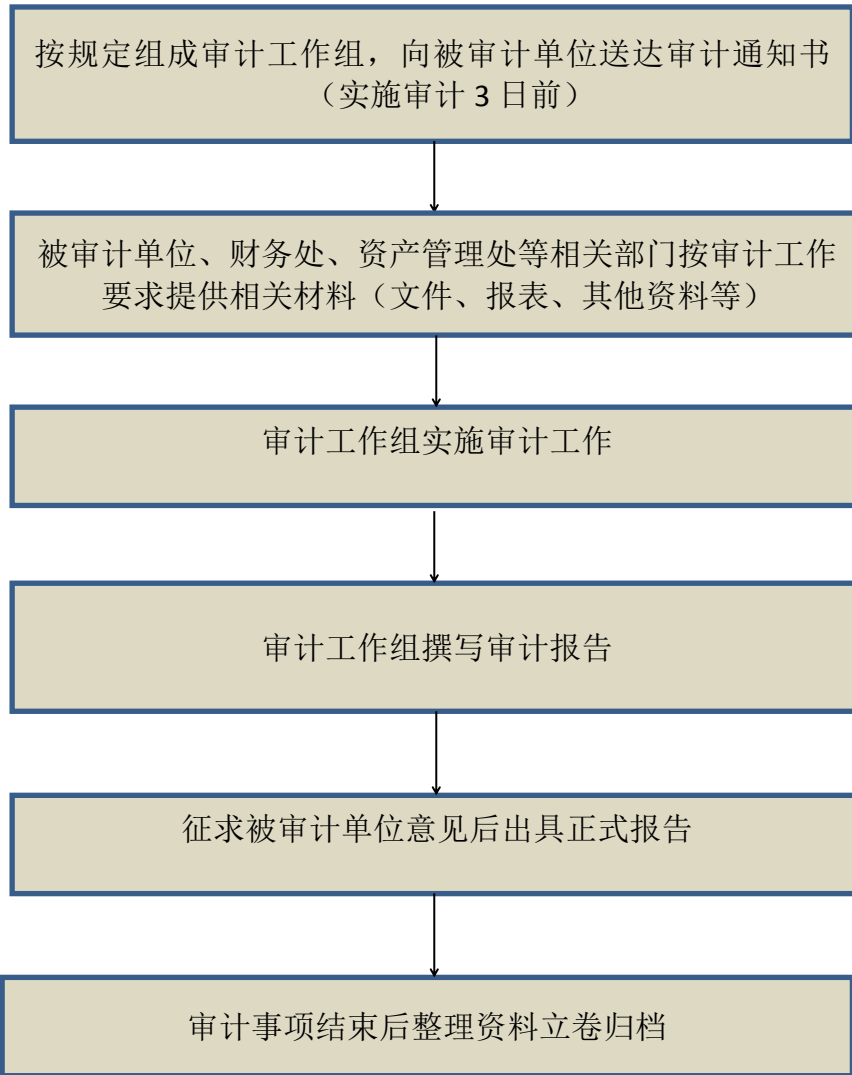 按规定组成审计工作组，向被审计单位送达审计通知书
（实施审计 3 日前）
被审计单位、财务处、资产管理处等相关部门按审计工作
要求提供相关材料（文件、报表、其他资料等）
审计工作组实施审计工作
审计工作组撰写审计报告
征求被审计单位意见后出具正式报告
审计事项结束后整理资料立卷归档